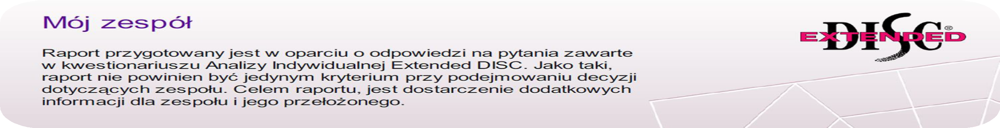 Mój zespół
DISC®
EXTENDED
Raport przygotowany jest w oparciu o odpowiedzi na pytania zawarte
w kwestionariuszu Analizy Indywidualnej Extended DISC. Jako taki,
raport nie powinien być jedynym kryterium przy podejmowaniu decyzji
dotyczących zespołu. Celem raportu, jest dostarczenie dodatkowych
informacji dla zespołu i jego przełożonego.